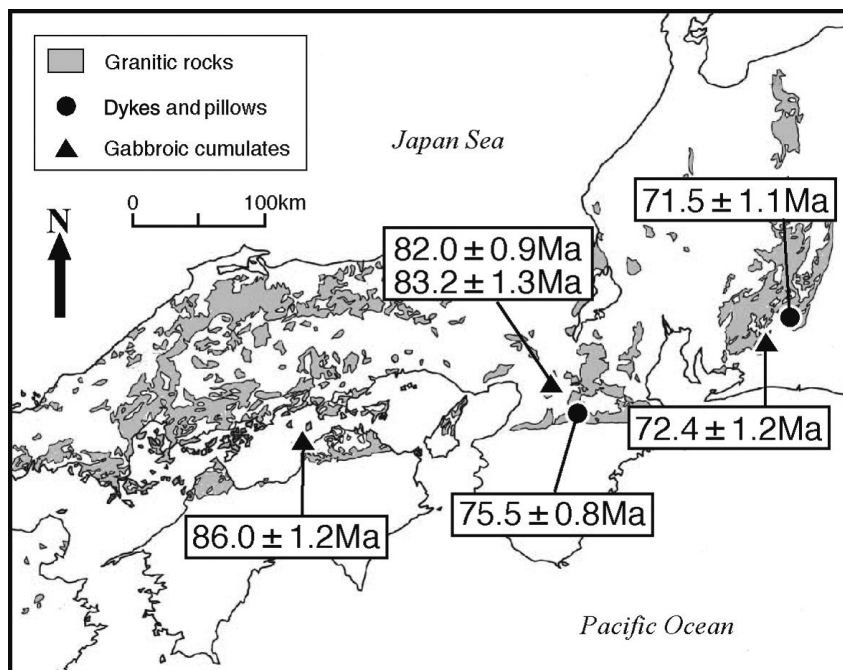 Granitic rocks
Dykes and pillows
Gabbroic cumulates
0 100km
N
Japan Sea
71.5 ± 1.1Ma
82.0 ± 0.9Ma
83.2 ± 1.3Ma
72.4 ± 1.2Ma
75.5 ± 0.8Ma
86.0 ± 1.2Ma
Pacific Ocean